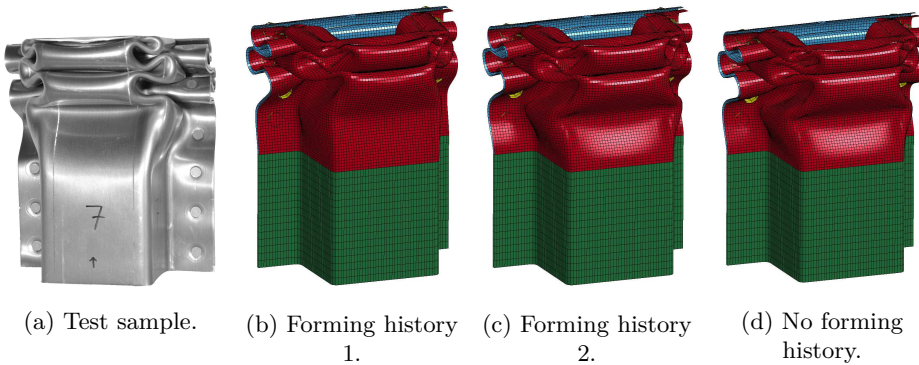 7
↑
(a) Test sample.
(b) Forming history
1.
(c) Forming history
2.
(d) No forming
history.